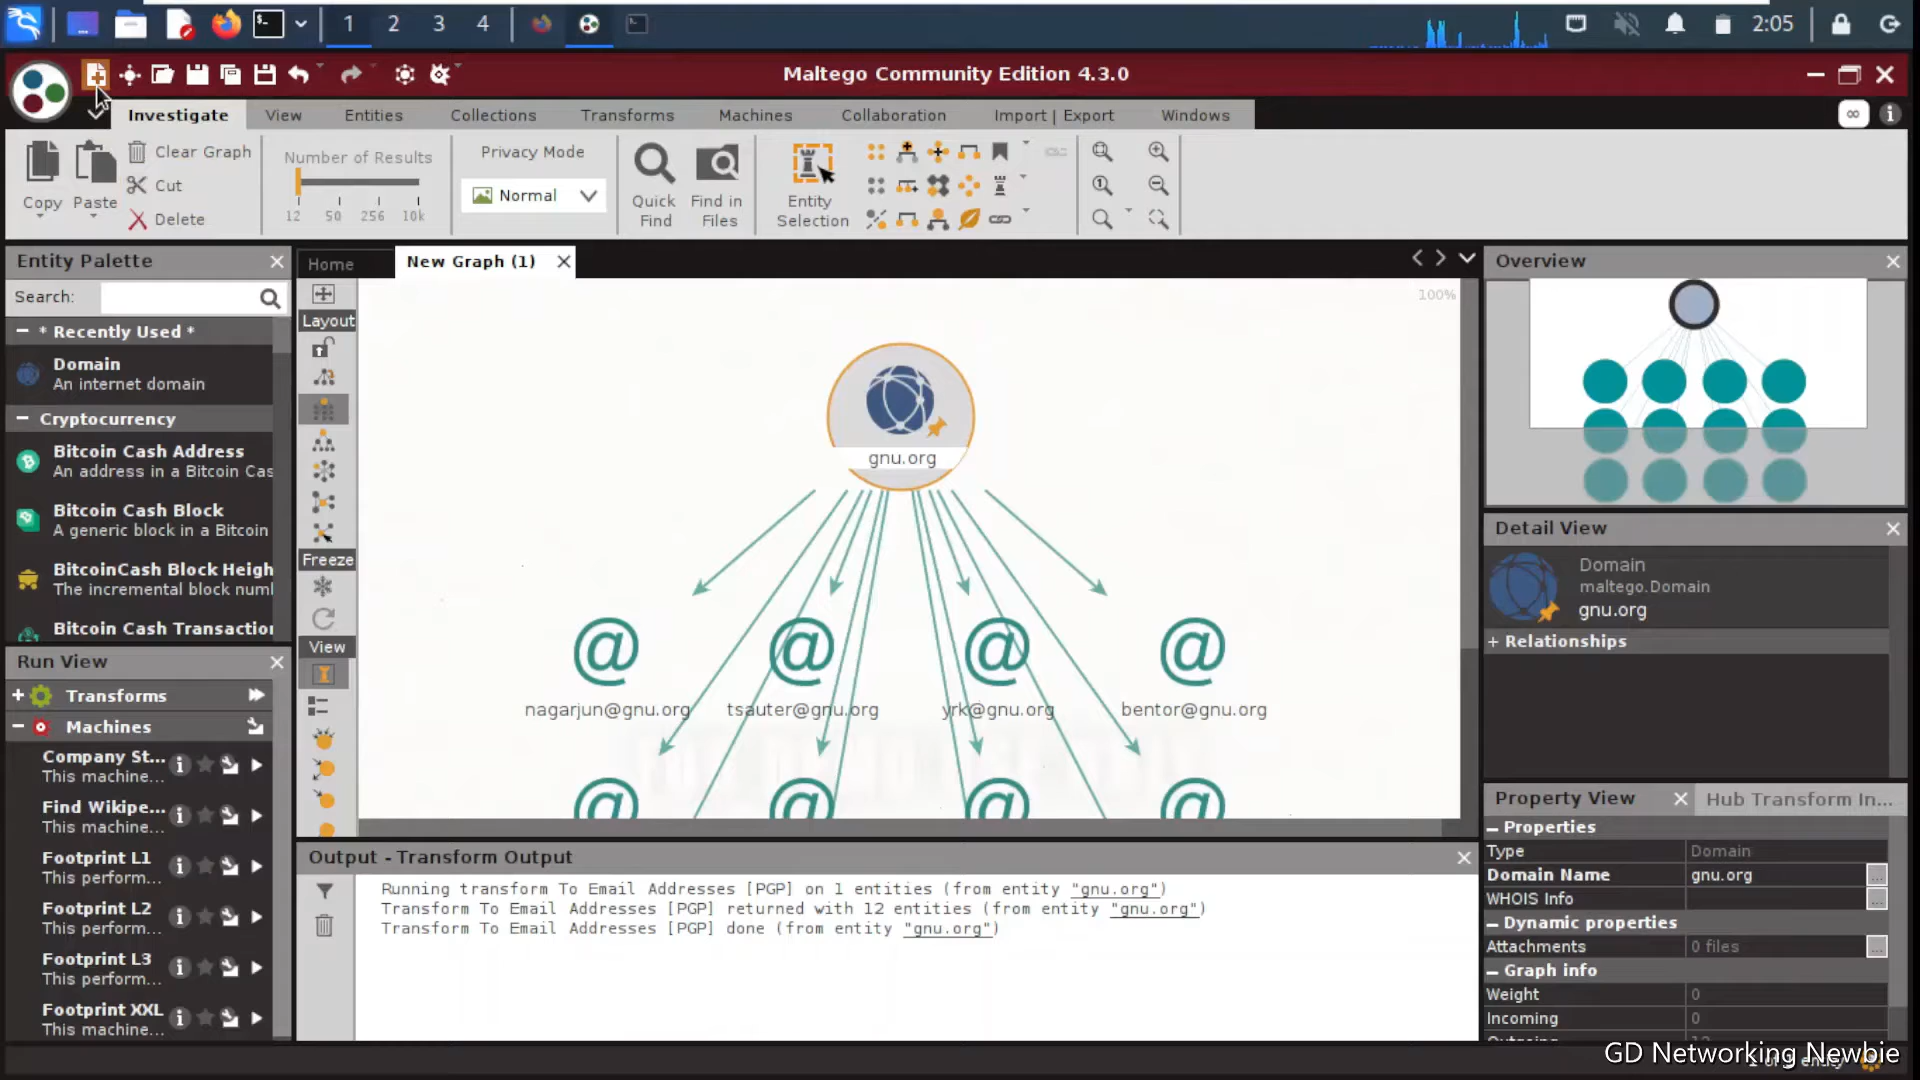 1 2 3 4
2:05
Maltego Community Edition 4.3.0
Investigate View Entities Collections Transforms Machines Collaboration Import | Export Windows
Copy
Paste
Clear Graph
Cut
Delete
Number of Results
12 50 256 10k
Privacy Mode
Normal
Quick
Find
Find in
Files
Entity
Selection
Entity Palette
Search:
* Recently Used *
Domain
An internet domain
Cryptocurrency
Bitcoin Cash Address
An address in a Bitcoin Cas
Bitcoin Cash Block
A generic block in a Bitcoin
BitcoinCash Block Heigh
The incremental block num
Bitcoin Cash Transaction
Run View
+ Transforms
Machines
Company St...
This machine...
Find Wikipe...
This machine...
Footprint L1
This perform...
Footprint L2
This perform...
Footprint L3
This perform...
Footprint XXL
This machine...
Home
New Graph (1)
Layout
Freeze
View
100%
gnu.org
@ @ @ @
nagarjun@gnu.org tsauter@gnu.org yrk@gnu.org bentor@gnu.org
@ @ @ @
Output - Transform Output
Running transform To Email Addresses [PGP] on 1 entities (from entity "gnu.org")
Transform To Email Addresses [PGP] returned with 12 entities (from entity "gnu.org")
Transform To Email Addresses [PGP] done (from entity "gnu.org")
Overview
Detail View
Domain
maltego.Domain
gnu.org
+ Relationships
Property View
Hub Transform In...
Properties
Type Domain
Domain Name gnu.org
WHOIS Info
Dynamic properties
Attachments 0 files
Graph info
Weight 0
Incoming 0
GD Networking Newbie